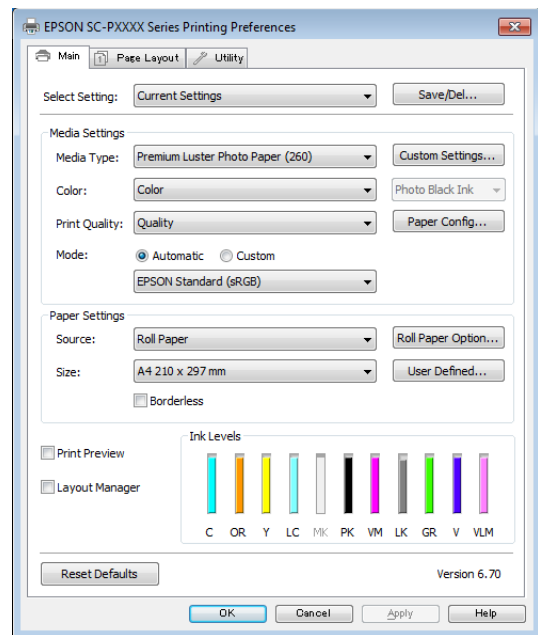 EPSON SC-PXXXX Series Printing Preferences
Main Page Layout Utility
Select Setting: Current Settings Save/Del...
Media Settings
Media Type: Premium Luster Photo Paper (260) Custom Settings...
Color: Color Photo Black Ink
Print Quality: Quality Paper Config...
Mode: Automatic Custom
EPSON Standard (sRGB)
Paper Settings
Source: Roll Paper Roll Paper Option...
Size: A4 210 x 297 mm User Defined...
Borderless
Ink Levels
Print Preview
Layout Manager
C OR Y LC MK PK VM LK GR V VLM
Reset Defaults Version 6.70
OK Cancel Apply Help